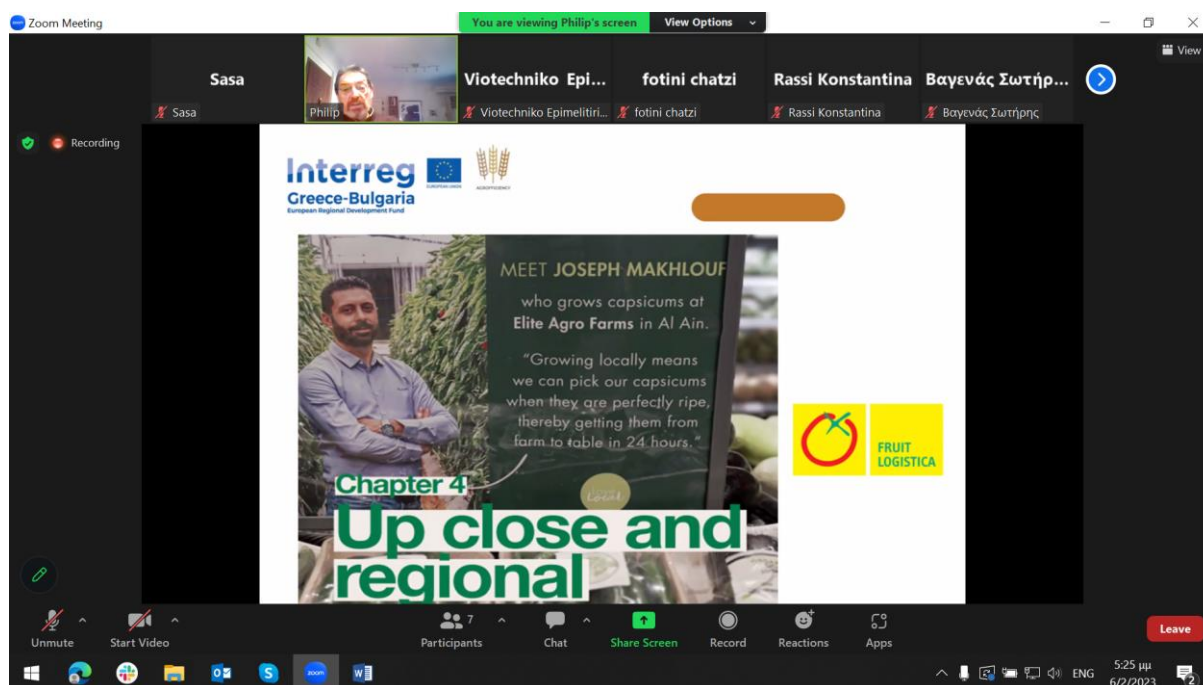 Zoom Meeting
You are viewing Philip's screen
View Options
View
Sasa
Viotechniko Epi...
fotini chatzi
Rassi Konstantina
Βαγενάς Σωτήρ...
Sasa
Philip
Viotechniko Epimelitiri...
fotini chatzi
Rassi Konstantina
Βαγενάς Σωτήρης
Recording
Interreg
EUROPEAN UNION
AGROFFICIENCY
Greece-Bulgaria
European Regional Development Fund
MEET JOSEPH MAKHLOUF
who grows capsicums at
Elite Agro Farms in Al Ain.
"Growing locally means
we can pick our capsicums
when they are perfectly ripe,
thereby getting them from
farm to table in 24 hours."
Local
FRUIT
LOGISTICA
Chapter 4
Up close and
regional
Unmute
Start Video
7
Participants
Chat
Share Screen
Record
Reactions
Apps
Leave
ENG
5:25 μμ
6/2/2023
2